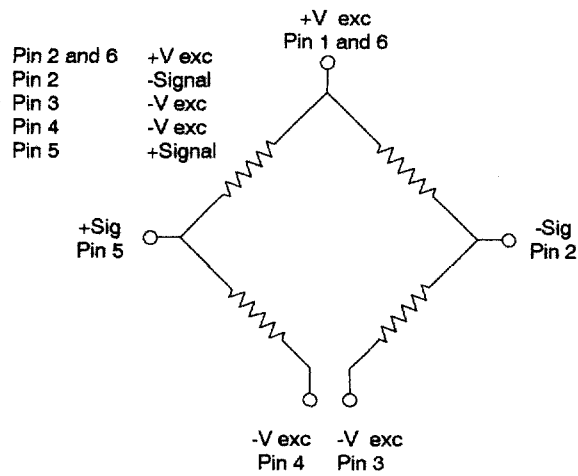 +V exc
Pin 1 and 6
Pin 2 and 6 +V exc
Pin 2 -Signal
Pin 3 -V exc
Pin 4 -V exc
Pin 5 +Signal
+Sig
Pin 5
-Sig
Pin 2
-V exc -V exc
Pin 4 Pin 3